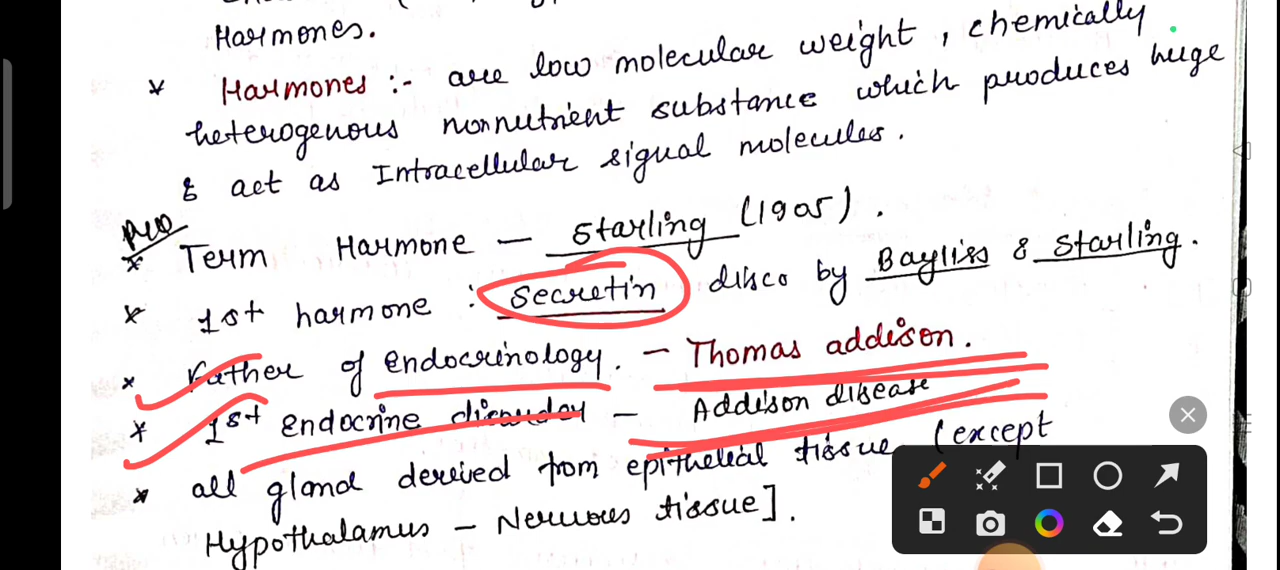 Hormones.
* Hormones :- are low molecular weight, chemically
heterogenous nonnutrient substance which produces huge
& act as Intracellular signal molecules.
* Term Harmone — Starling (1905).
* 1st harmone : Secretin disco by Bayliss & Starling.
* Father of endocrinology. — Thomas addison.
* 1st endocrine — Addison disease
* all gland derived from epithelial tissue (except
Hypothalamus — Nervous tissue].